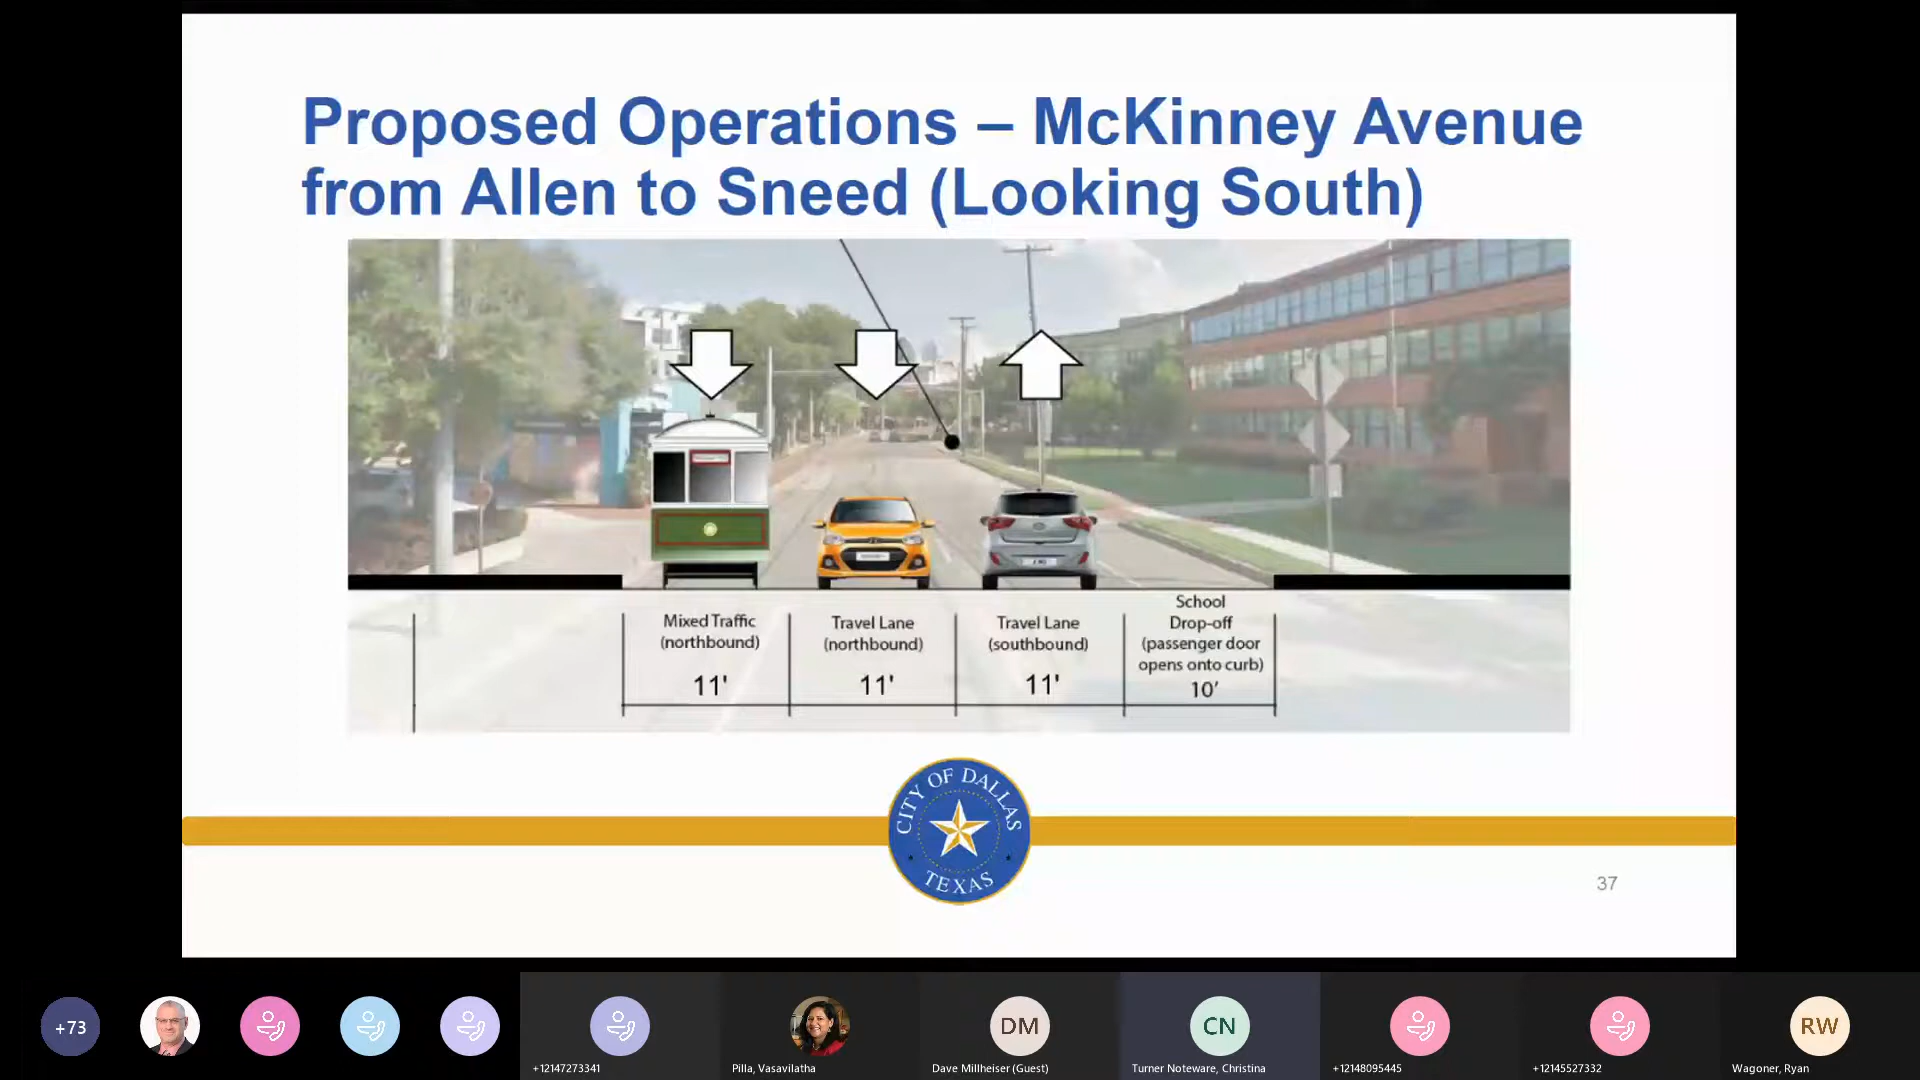 Proposed Operations – McKinney Avenue
from Allen to Sneed (Looking South)
Mixed Traffic
(northbound)
11'
Travel Lane
(northbound)
11'
Travel Lane
(southbound)
11'
School
Drop-off
(passenger door
opens onto curb)
10’
CITY OF DALLAS
TEXAS
37
+73
+12147273341
Pilla, Vasavilatha
DM
Dave Millheiser (Guest)
CN
Turner Noteware, Christina
+12148095445
+12145527332
RW
Wagoner, Ryan